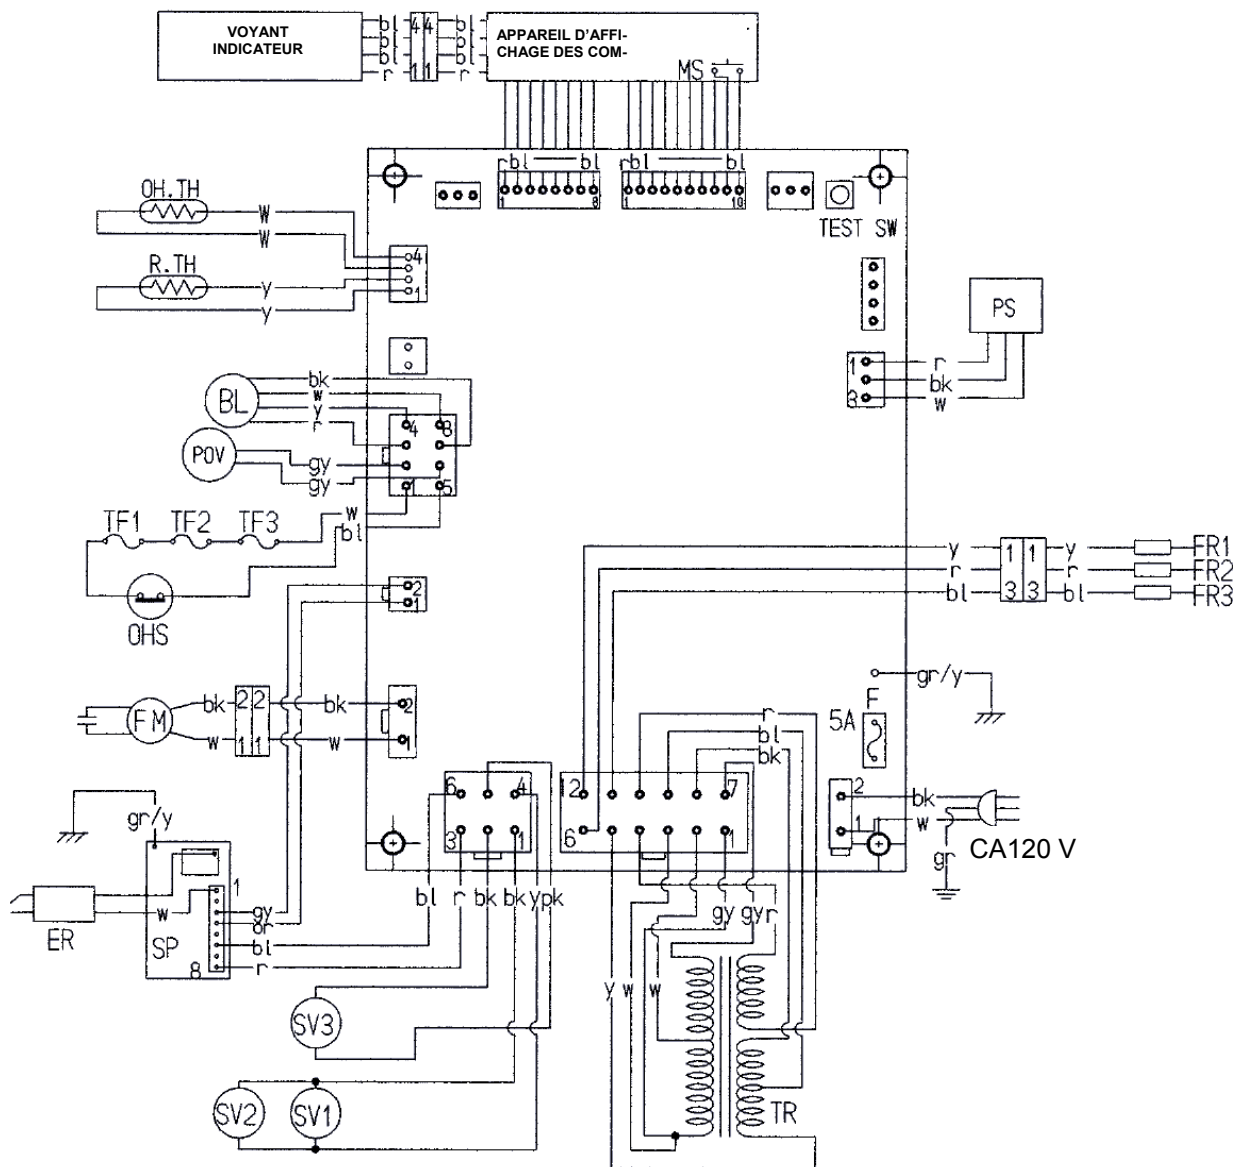 VOYANT
INDICATEUR
bl 4 4 bl
bl bl
bl bl
r 1 1 r
APPAREIL D'AFFI-
CHAGE DES COM-
MS
rbl bl rbl bl
1 8 1 10
TEST SW
OH.TH
W
W
4
R.TH
y
1
y
PS
1 r
bk
3 W
BL
bk
W
y
r
4 8
POV
gy
gy
1 5
TF1 TF2 TF3
W
bl
OHS
2
1
y 1 1 y FR1
r r FR2
bl 3 3 bl FR3
gr/y
F
5A
FM
bk 2 2 bk 2
W 1 1 W 1
r
bl
bk
6 4
3 1
2 7
6 1
2 bk
1 W
gr
CA120 V
gr/y
ER
W
SP
1
8
gy
or
bl
r
bl r bk bk y pk
gy gy r
y W W
SV3
SV2 SV1
TR